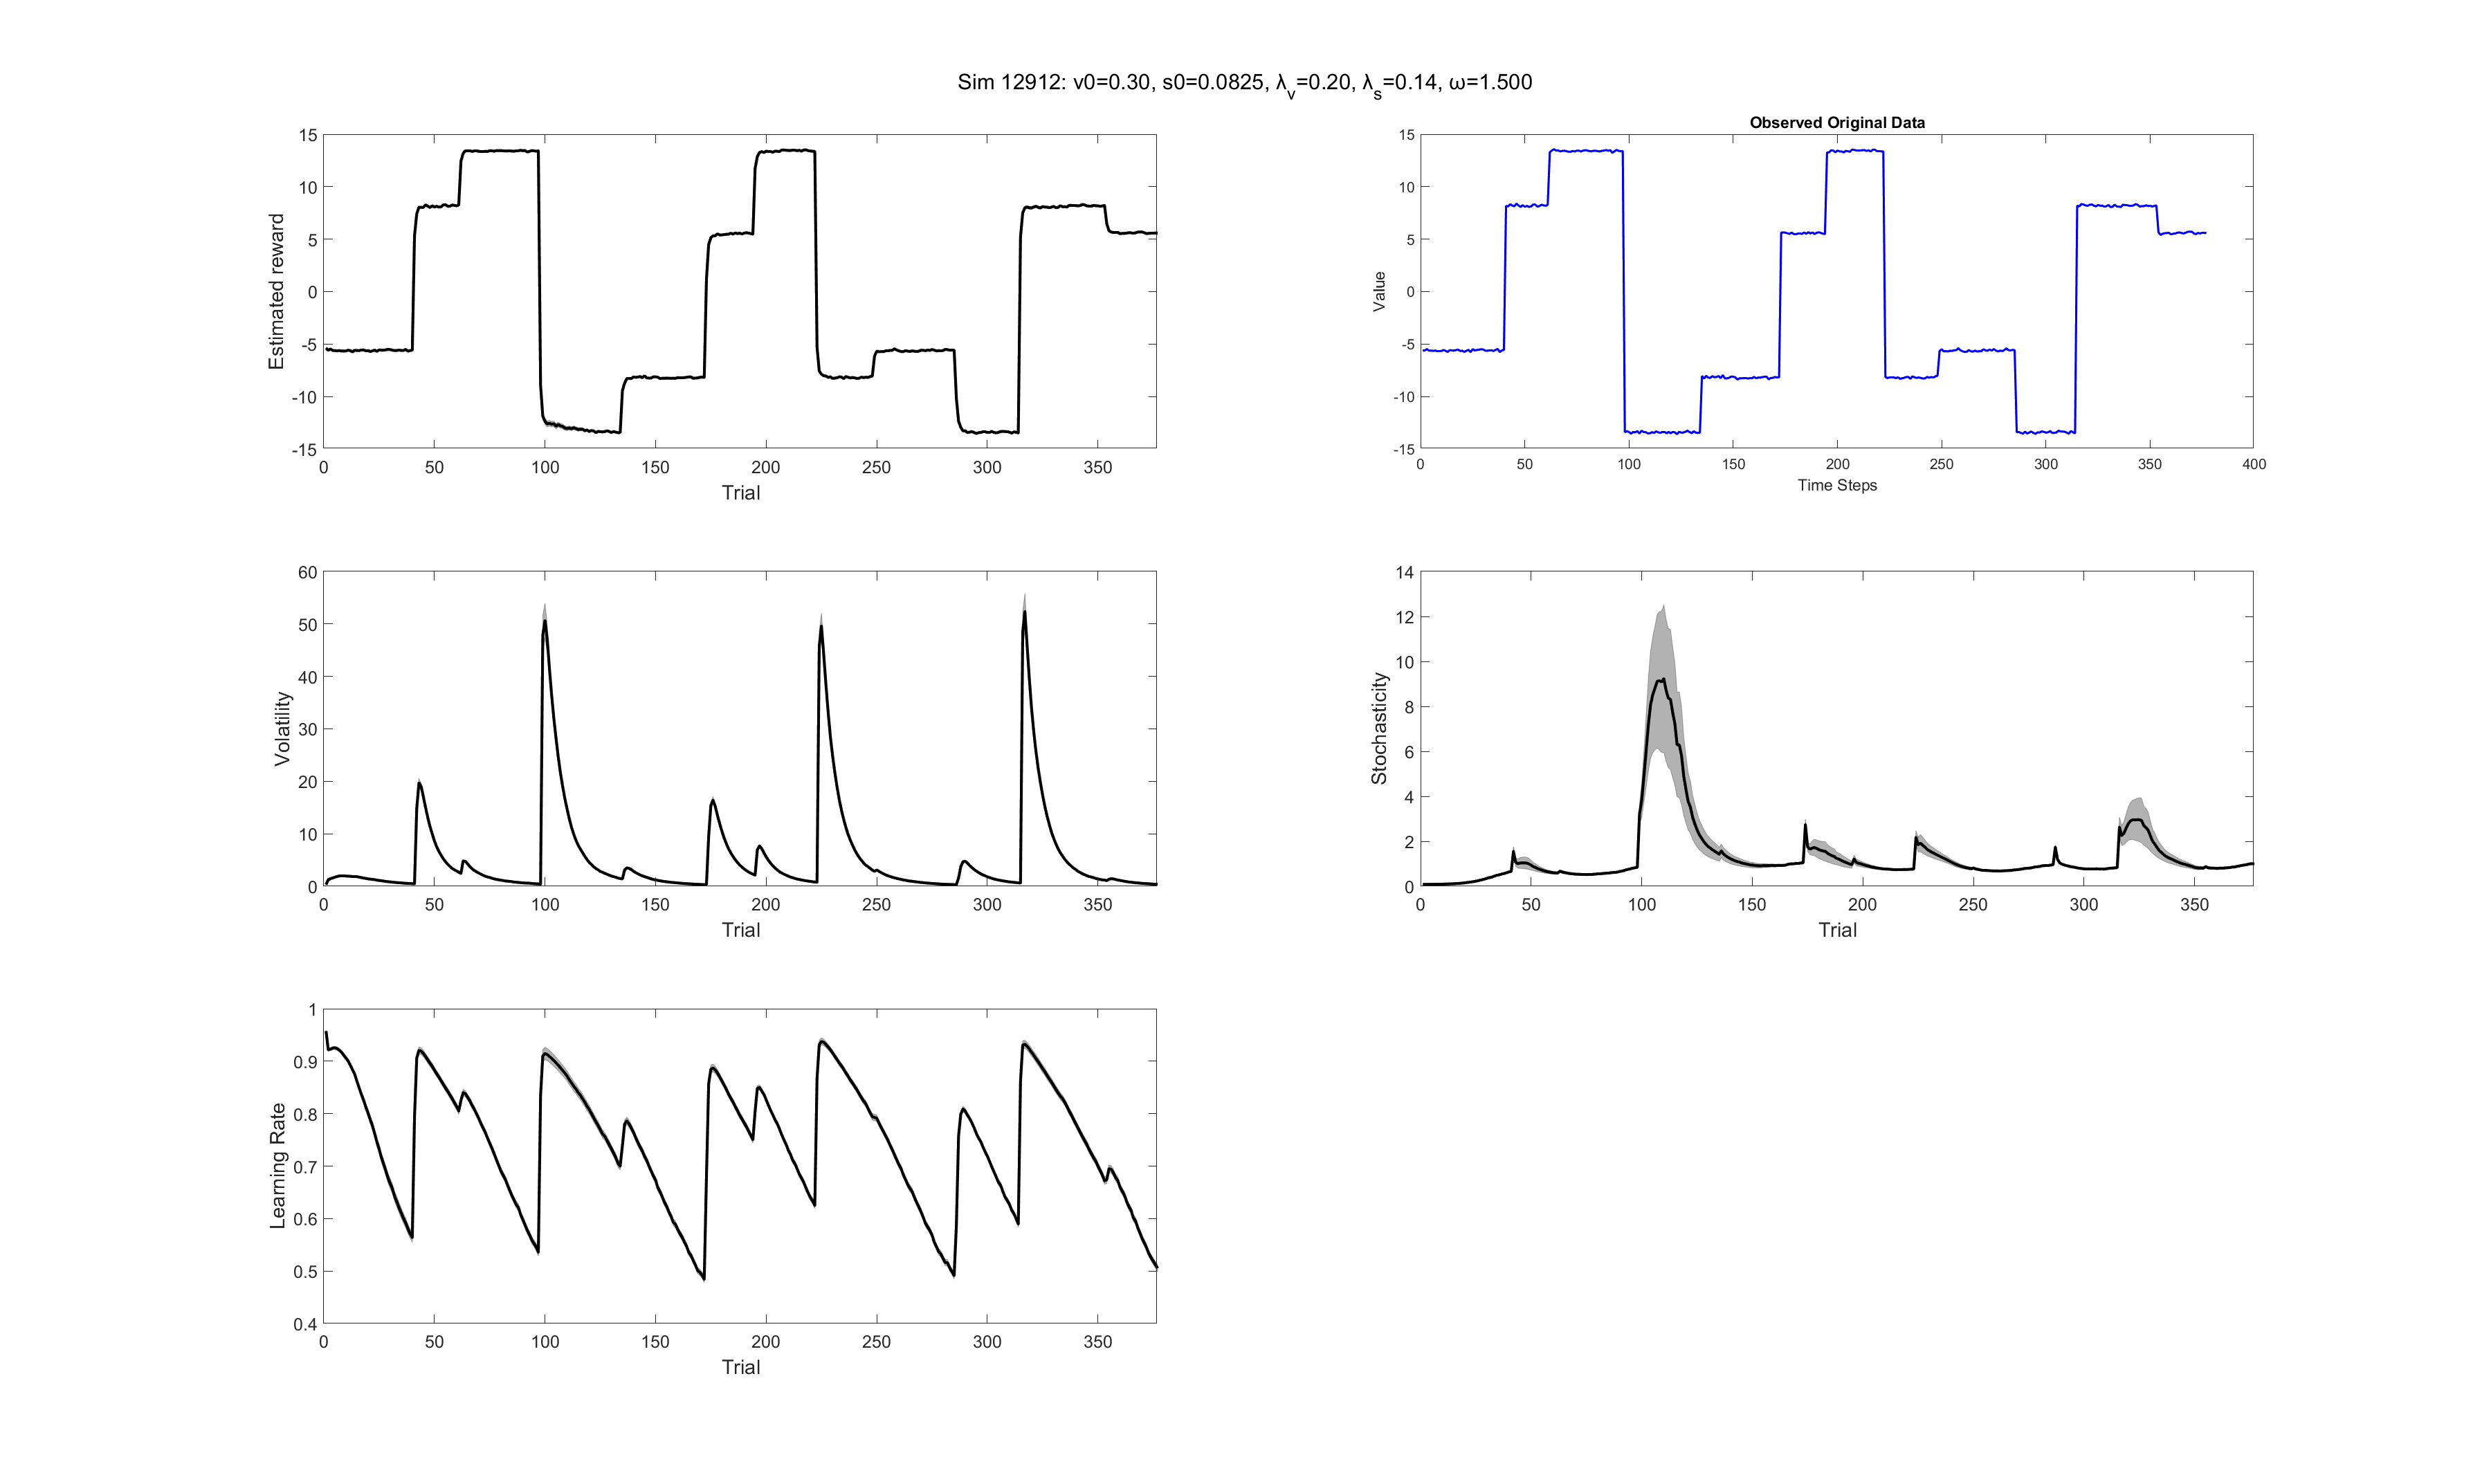 Sim 12912: v0=0.30, s0=0.0825, λv=0.20, λs=0.14, ω=1.500
15
10
5
0
-5
-10
-15
Estimated reward
0 50 100 150 200 250 300 350
Trial
Observed Original Data
15
10
5
0
-5
-10
-15
Value
0 50 100 150 200 250 300 350 400
Time Steps
60
50
40
30
20
10
0
Volatility
0 50 100 150 200 250 300 350
Trial
14
12
10
8
6
4
2
0
Stochasticity
0 50 100 150 200 250 300 350
Trial
1
0.9
0.8
0.7
0.6
0.5
0.4
Learning Rate
0 50 100 150 200 250 300 350
Trial